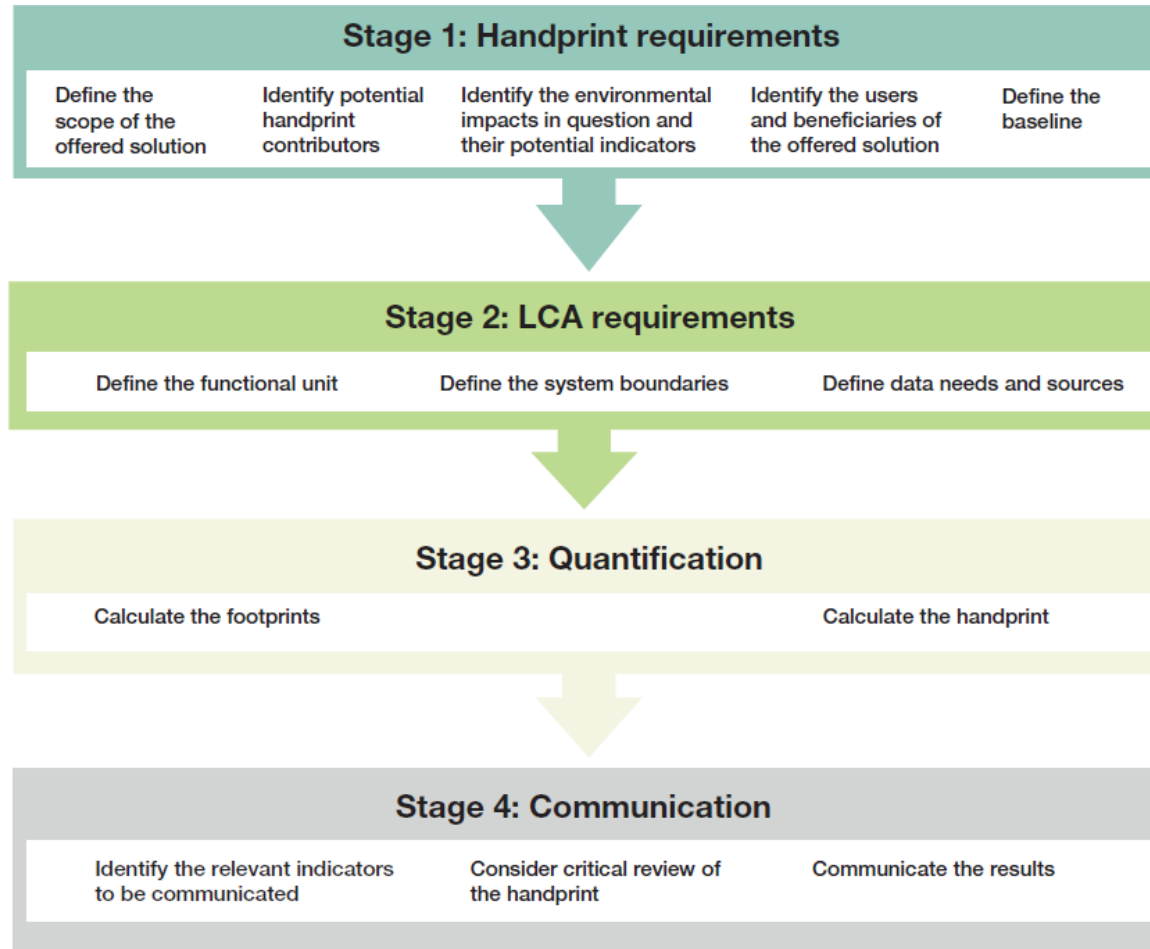 Stage 1: Handprint requirements
Define the
scope of the
offered solution
Identify potential
handprint
contributors
Identify the environmental
impacts in question and
their potential indicators
Identify the users
and beneficiaries of
the offered solution
Define the
baseline
Stage 2: LCA requirements
Define the functional unit
Define the system boundaries
Define data needs and sources
Stage 3: Quantification
Calculate the footprints
Calculate the handprint
Stage 4: Communication
Identify the relevant indicators
to be communicated
Consider critical review of
the handprint
Communicate the results